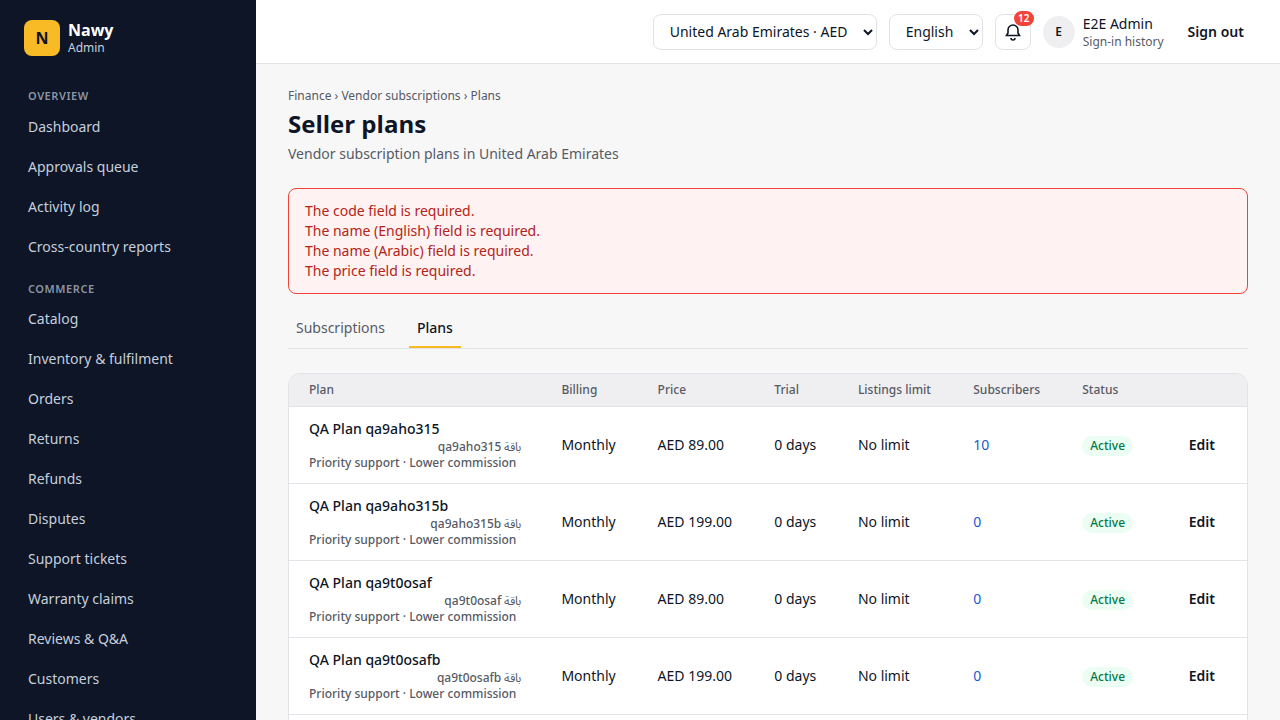 N
Nawy
Admin
United Arab Emirates · AED
English
12
E
E2E Admin
Sign-in history
Sign out
OVERVIEW
Dashboard
Approvals queue
Activity log
Cross-country reports
COMMERCE
Catalog
Inventory & fulfilment
Orders
Returns
Refunds
Disputes
Support tickets
Warranty claims
Reviews & Q&A
Customers
Users & vendors
Finance › Vendor subscriptions › Plans
Seller plans
Vendor subscription plans in United Arab Emirates
The code field is required.
The name (English) field is required.
The name (Arabic) field is required.
The price field is required.
Subscriptions Plans
Plan Billing Price Trial Listings limit Subscribers Status
QA Plan qa9aho315
باقة qa9aho315
Priority support · Lower commission
Monthly AED 89.00 0 days No limit 10 Active Edit
QA Plan qa9aho315b
باقة qa9aho315b
Priority support · Lower commission
Monthly AED 199.00 0 days No limit 0 Active Edit
QA Plan qa9t0osaf
باقة qa9t0osaf
Priority support · Lower commission
Monthly AED 89.00 0 days No limit 0 Active Edit
QA Plan qa9t0osafb
باقة qa9t0osafb
Priority support · Lower commission
Monthly AED 199.00 0 days No limit 0 Active Edit